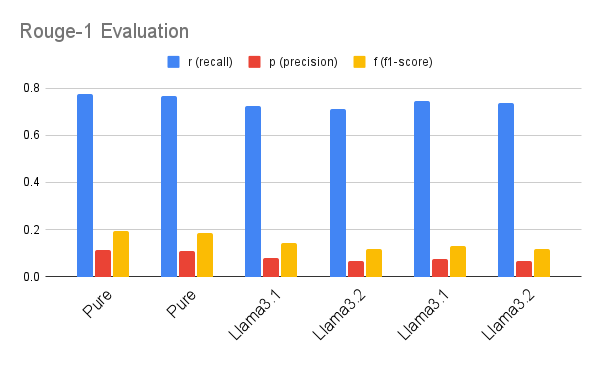 Rouge-1 Evaluation
r (recall) p (precision) f (f1-score)
0.8
0.6
0.4
0.2
0.0
Pure Pure Llama3.1 Llama3.2 Llama3.1 Llama3.2